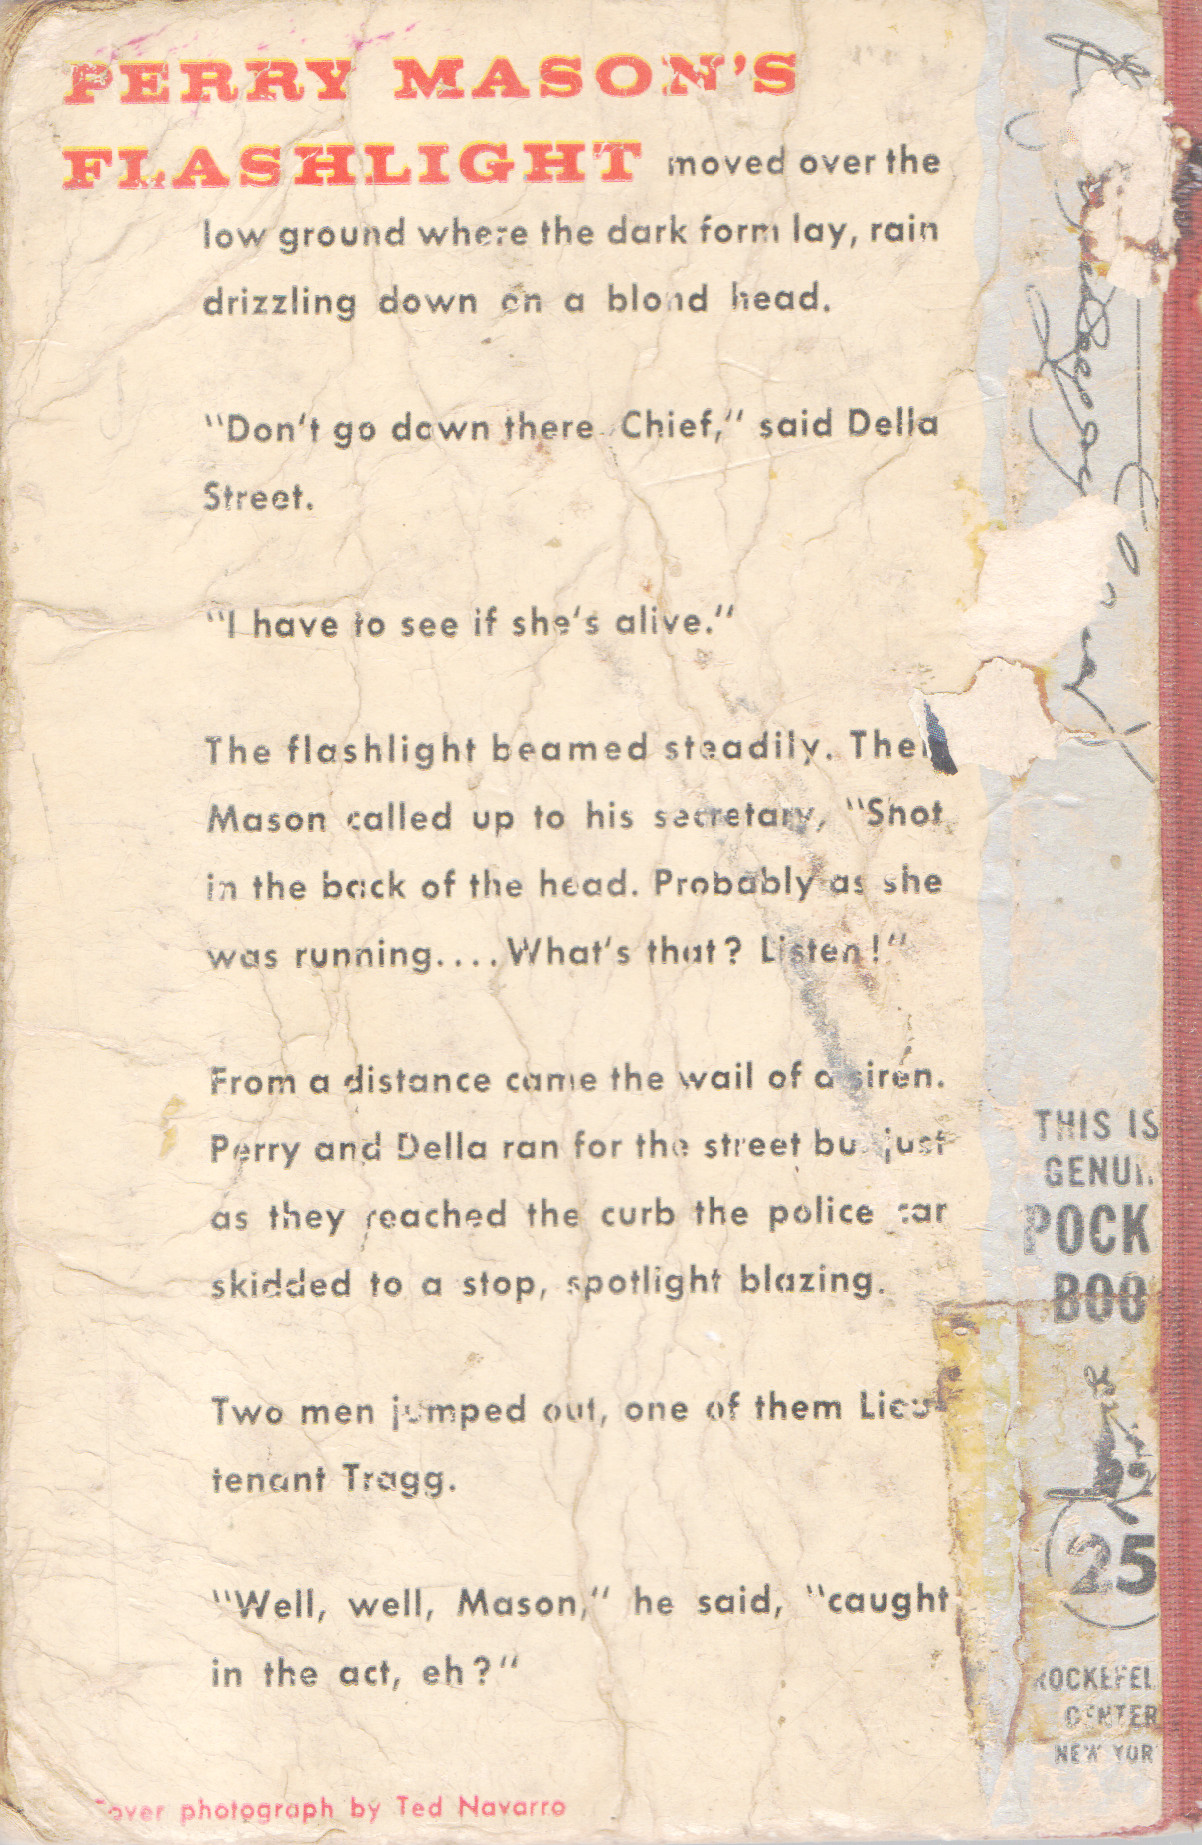 PERRY MASON'S
FLASHLIGHT moved over the
low ground where the dark form lay, rain
drizzling down on a blond head.
"Don't go down there Chief," said Della
Street.
"I have to see if she's alive."
The flashlight beamed steadily. Then
Mason called up to his secretary, "Shot
in the back of the head. Probably as she
was running.... What's that? Listen!"
From a distance came the wail of a siren.
Perry and Della ran for the street but just
as they reached the curb the police car
skidded to a stop, spotlight blazing.
Two men jumped out, one of them Lieu-
tenant Tragg.
"Well, well, Mason," he said, "caught
in the act, eh?"
Cover photograph by Ted Navarro
THIS IS
GENUI
POCK
BOO
25
ROCKEFEL
CENTER
NEW YOR